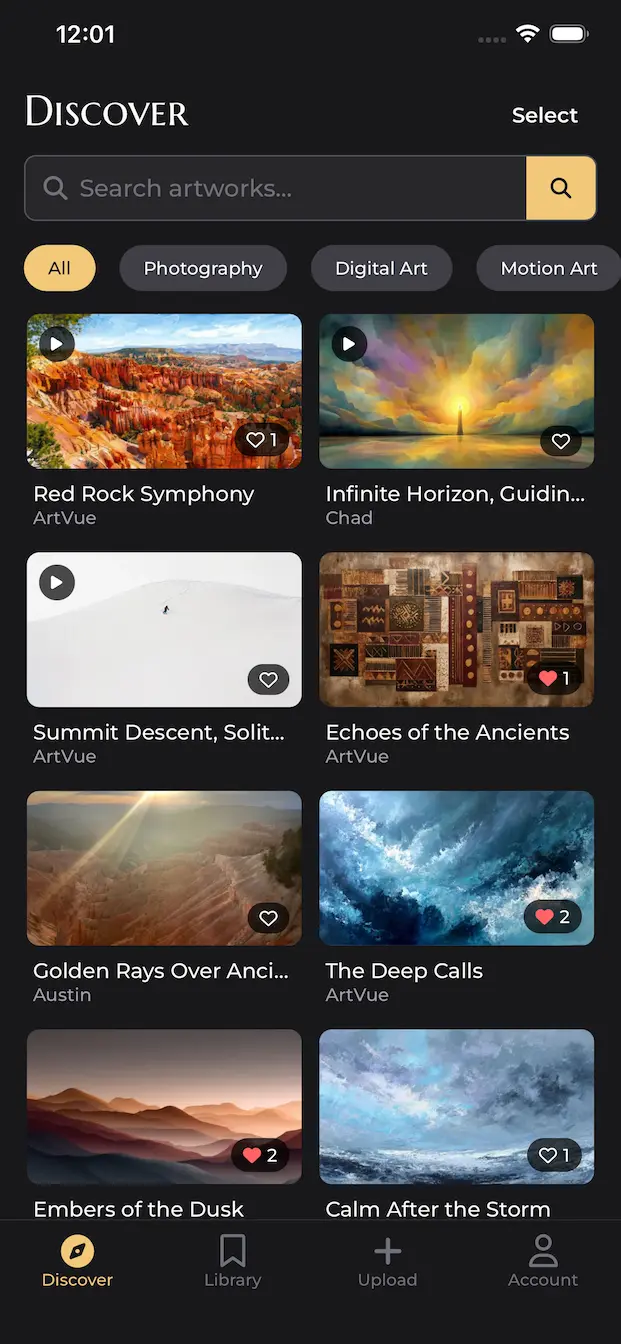 12:01
Discover
Select
Search artworks...
All
Photography
Digital Art
Motion Art
1
Red Rock Symphony
Infinite Horizon, Guidin...
ArtVue
Chad
1
Summit Descent, Solit...
Echoes of the Ancients
ArtVue
ArtVue
2
Golden Rays Over Anci...
The Deep Calls
Austin
ArtVue
2
1
Embers of the Dusk
Calm After the Storm
Discover
Library
Upload
Account